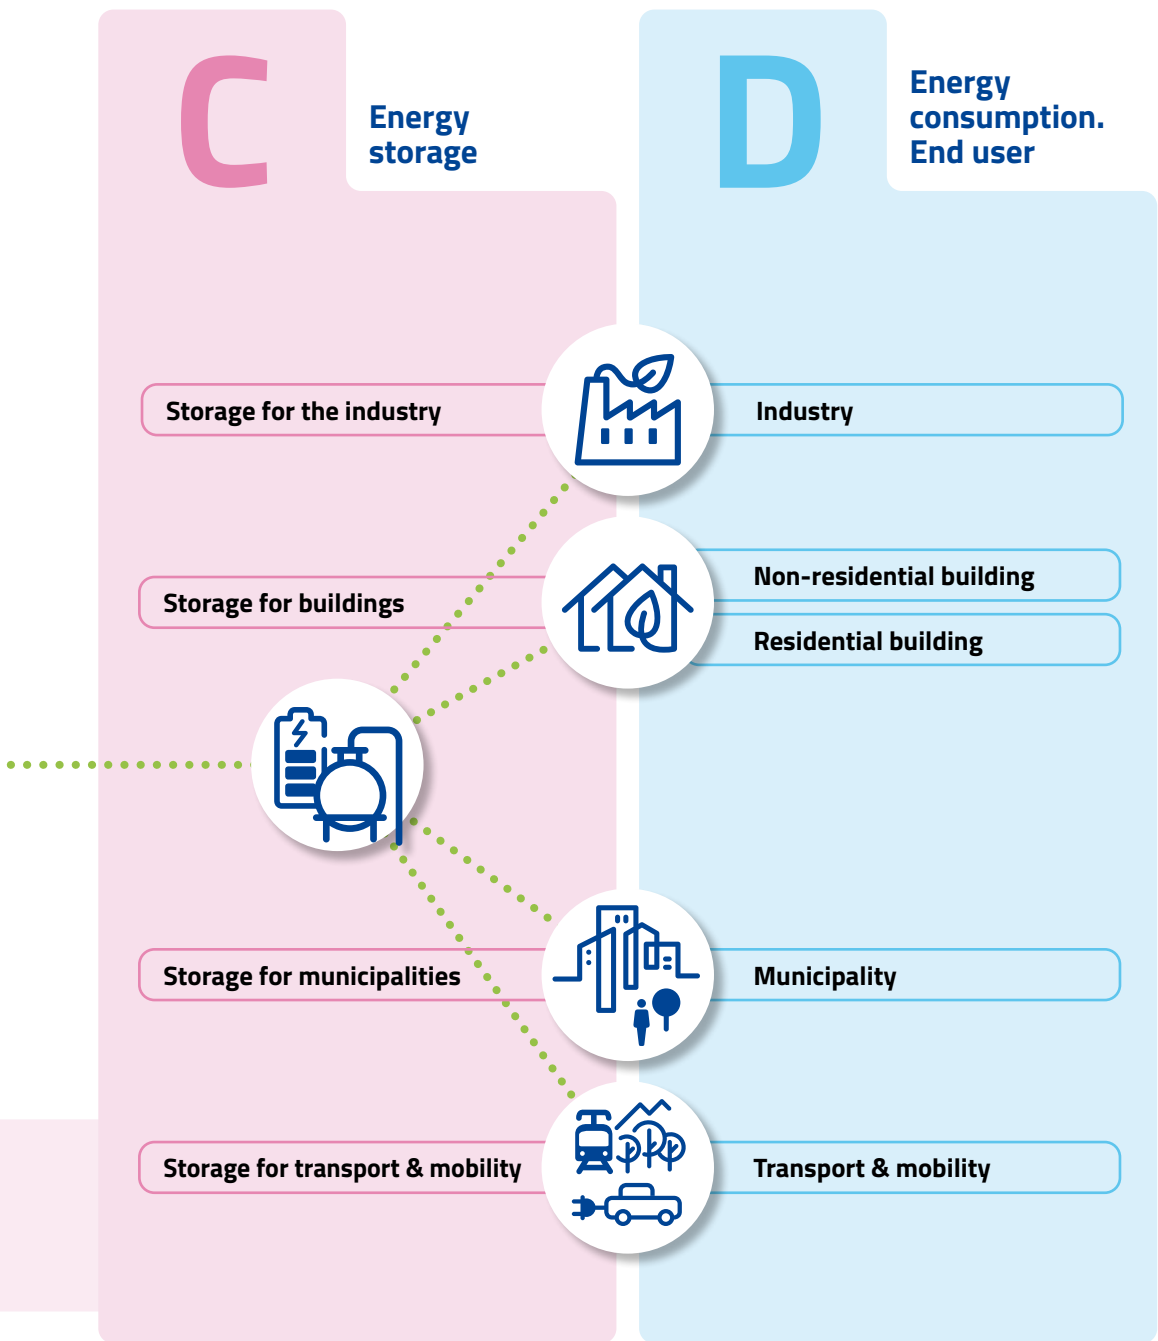 C
Energy
storage
D
Energy
consumption.
End user
Storage for the industry
Industry
Storage for buildings
Non-residential building
Residential building
Storage for municipalities
Municipality
Storage for transport & mobility
Transport & mobility